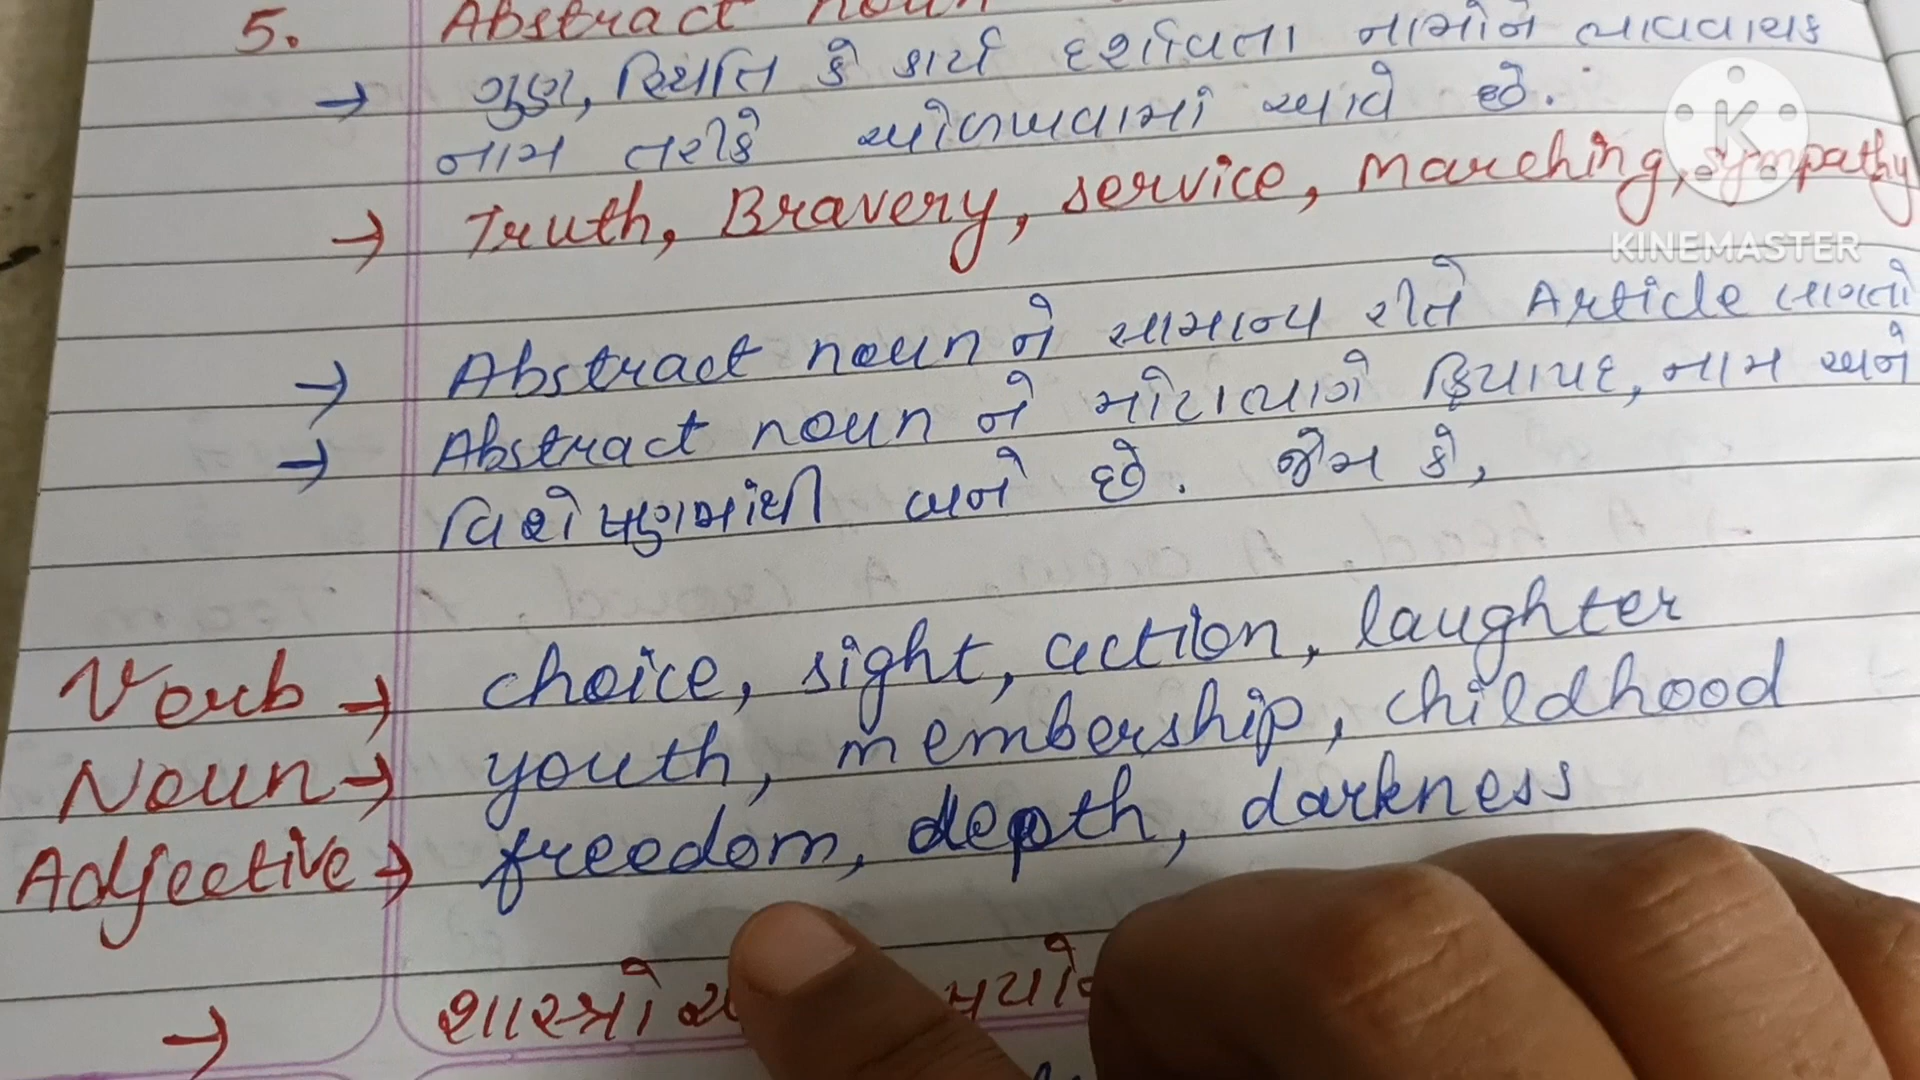 5. Abstract noun
→ ગુણ, સ્થિતિ કે કાર્ય દર્શાવતા નામોને ભાવવાચક
નામ તરીકે ઓળખવામાં આવે છે.
→ Truth, Bravery, service, Marching, sympathy
KINEMASTER
→ Abstract noun ને સામાન્ય રીતે Article લાગતો
→ Abstract noun ને મોટાભાગે ક્રિયાપદ, નામ અને
વિશેષણમાંથી બને છે. જેમ કે,
Verb → choice, sight, action, laughter
Noun → youth, membership, childhood
Adjective → freedom, depth, darkness
→